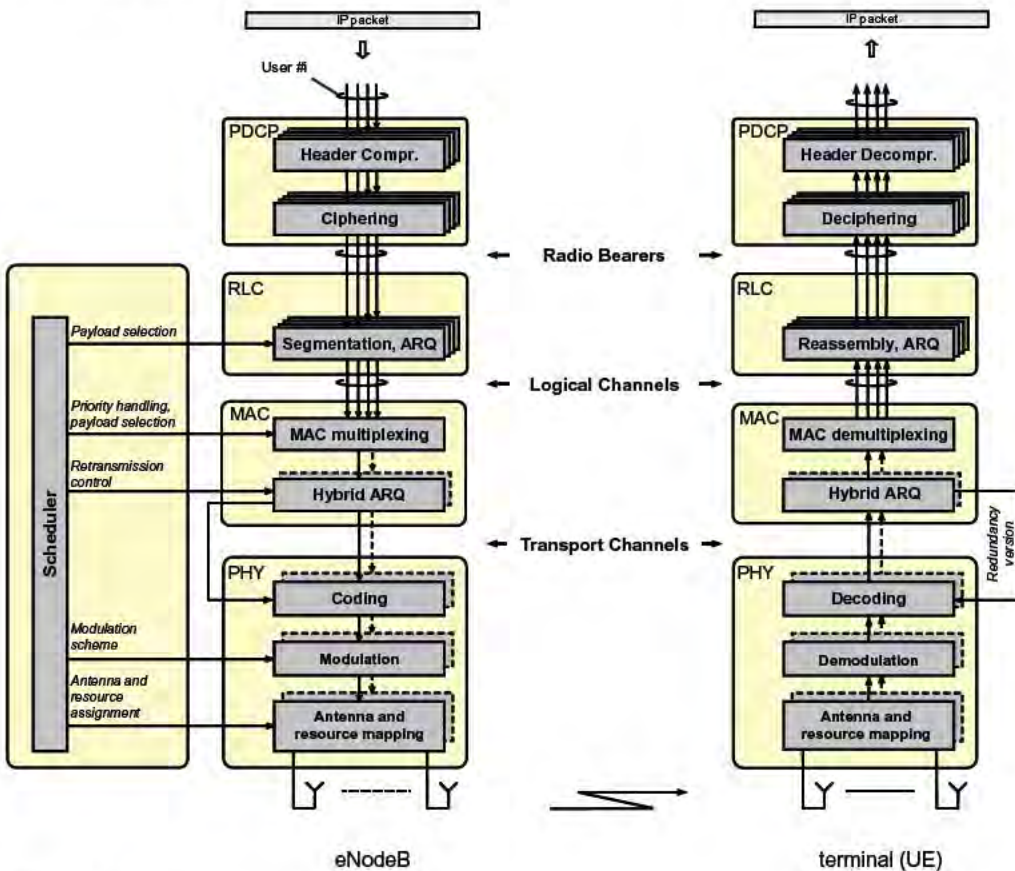 IP packet
IP packet
User #i
PDCP
Header Compr.
Ciphering
PDCP
Header Decompr.
Deciphering
Radio Bearers
RLC
Segmentation, ARQ
RLC
Reassembly, ARQ
Logical Channels
Scheduler
Payload selection
Priority handling,
payload selection
Retransmission
control
Modulation
scheme
Antenna and
resource
assignment
MAC
MAC multiplexing
Hybrid ARQ
MAC
MAC demultiplexing
Hybrid ARQ
Redundancy
version
Transport Channels
PHY
Coding
Modulation
Antenna and
resource mapping
PHY
Decoding
Demodulation
Antenna and
resource mapping
eNodeB
terminal (UE)